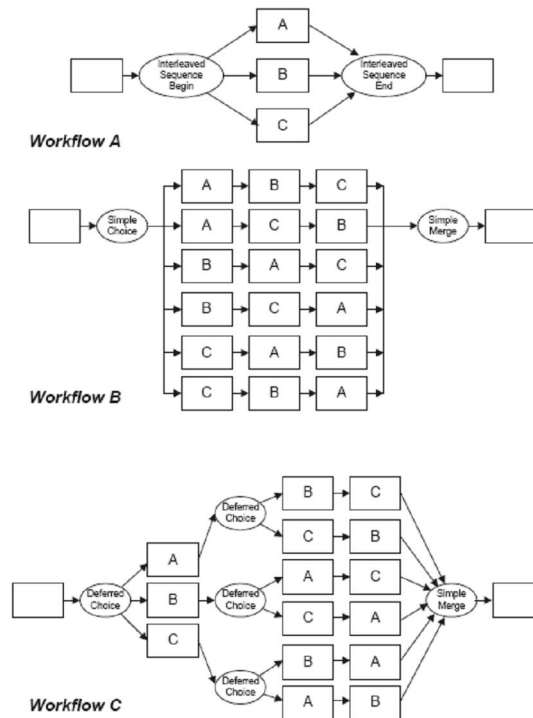 A
Interleaved
Sequence
Begin
B
Interleaved
Sequence
End
C
Workflow A
A B C
Simple
Choice
A C B
Simple
Merge
B A C
B C A
C A B
C B A
Workflow B
Deferred
Choice
B C
C B
A
Deferred
Choice
B
Deferred
Choice
A C
C A
Simple
Merge
C
Deferred
Choice
B A
A B
Workflow C